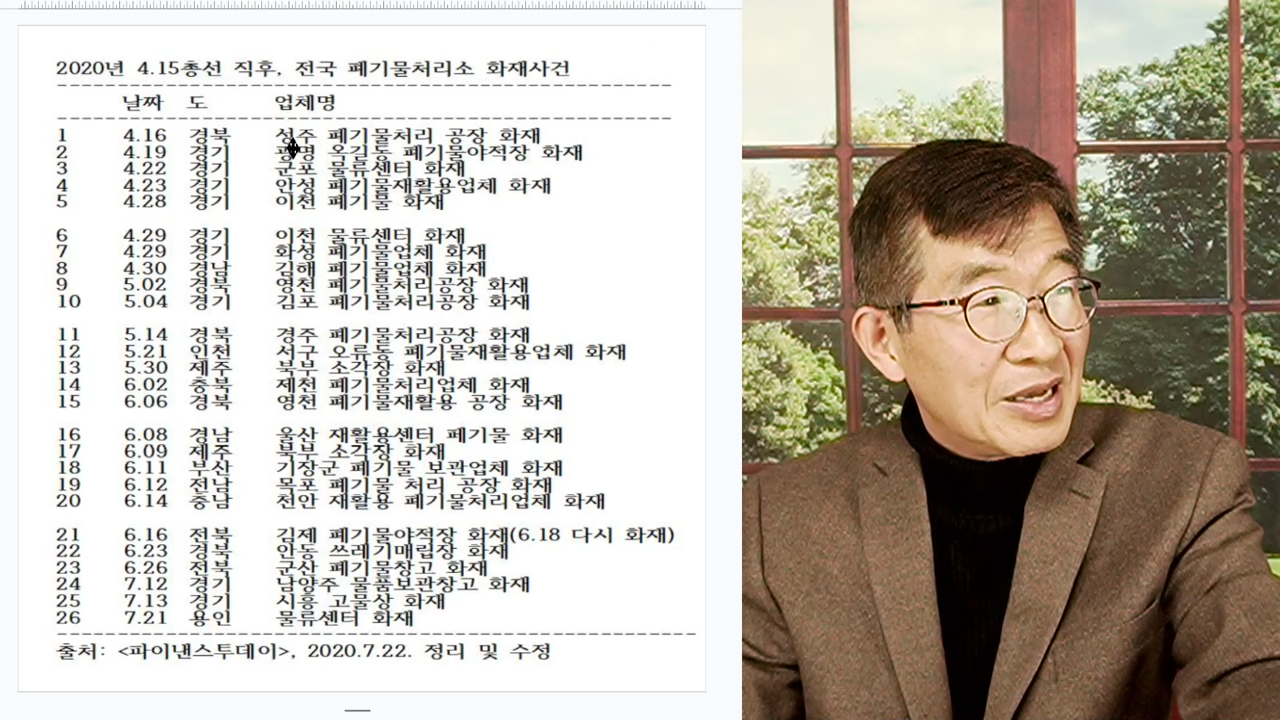 2020년 4.15총선 직후, 전국 폐기물처리소 화재사건
날짜 도 업체명
1 4.16 경북 성주 폐기물처리 공장 화재
2 4.19 경기 광명 옥길동 폐기물야적장 화재
3 4.22 경기 군포 물류센터 화재
4 4.23 경기 안성 폐기물재활용업체 화재
5 4.28 경기 이천 폐기물 화재
6 4.29 경기 이천 물류센터 화재
7 4.29 경기 화성 폐기물업체 화재
8 4.30 경남 김해 폐기물업체 화재
9 5.02 경북 영천 폐기물처리공장 화재
10 5.04 경기 김포 폐기물처리공장 화재
11 5.14 경북 경주 폐기물처리공장 화재
12 5.21 인천 서구 오류동 폐기물재활용업체 화재
13 5.30 제주 북부 소각장 화재
14 6.02 충북 제천 폐기물처리업체 화재
15 6.06 경북 영천 폐기물재활용 공장 화재
16 6.08 경남 울산 재활용센터 폐기물 화재
17 6.09 제주 북부 소각장 화재
18 6.11 부산 기장군 폐기물 보관업체 화재
19 6.12 전남 목포 폐기물 처리 공장 화재
20 6.14 충남 천안 재활용 폐기물처리업체 화재
21 6.16 전북 김제 폐기물야적장 화재(6.18 다시 화재)
22 6.23 경북 안동 쓰레기매립장 화재
23 6.26 전북 군산 폐기물창고 화재
24 7.12 경기 남양주 물품보관창고 화재
25 7.13 경기 시흥 고물상 화재
26 7.21 용인 물류센터 화재
출처: <파이낸스투데이>, 2020.7.22. 정리 및 수정